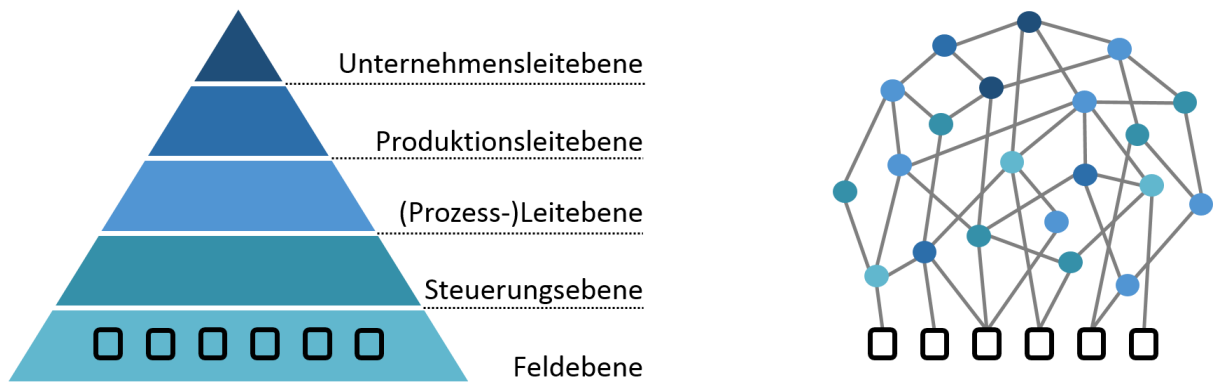 Unternehmensleitebene
Produktionsleitebene
(Prozess-)Leitebene
Steuerungsebene
Feldebene